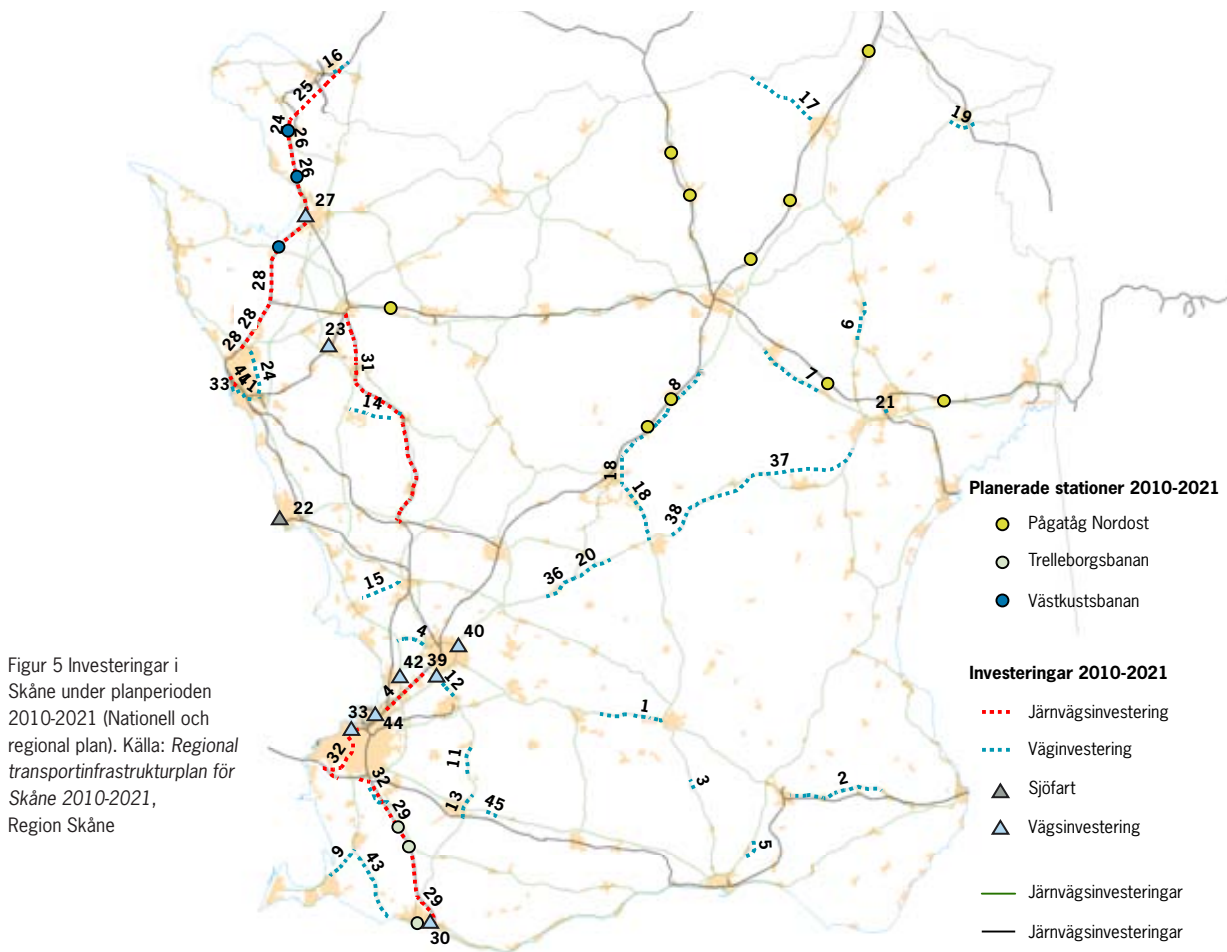 16
25
17
24
26
19
26
27
28
28
6
28
23
31
24
7
33
41
8
14
21
18
37
18
22
38
20
36
15
4
40
42
39
12
4
1
33
44
32
11
3
2
32
13
45
29
5
9
43
29
30
Figur 5 Investeringar i
Skåne under planperioden
2010-2021 (Nationell och
regional plan). Källa: Regional
transportinfrastrukturplan för
Skåne 2010-2021,
Region Skåne
Planerade stationer 2010-2021
Pågatåg Nordost
Trelleborgsbanan
Västkustsbanan
Investeringar 2010-2021
Järnvägsinvestering
Väginvestering
Sjöfart
Vägsinvestering
Järnvägsinvesteringar
Järnvägsinvesteringar